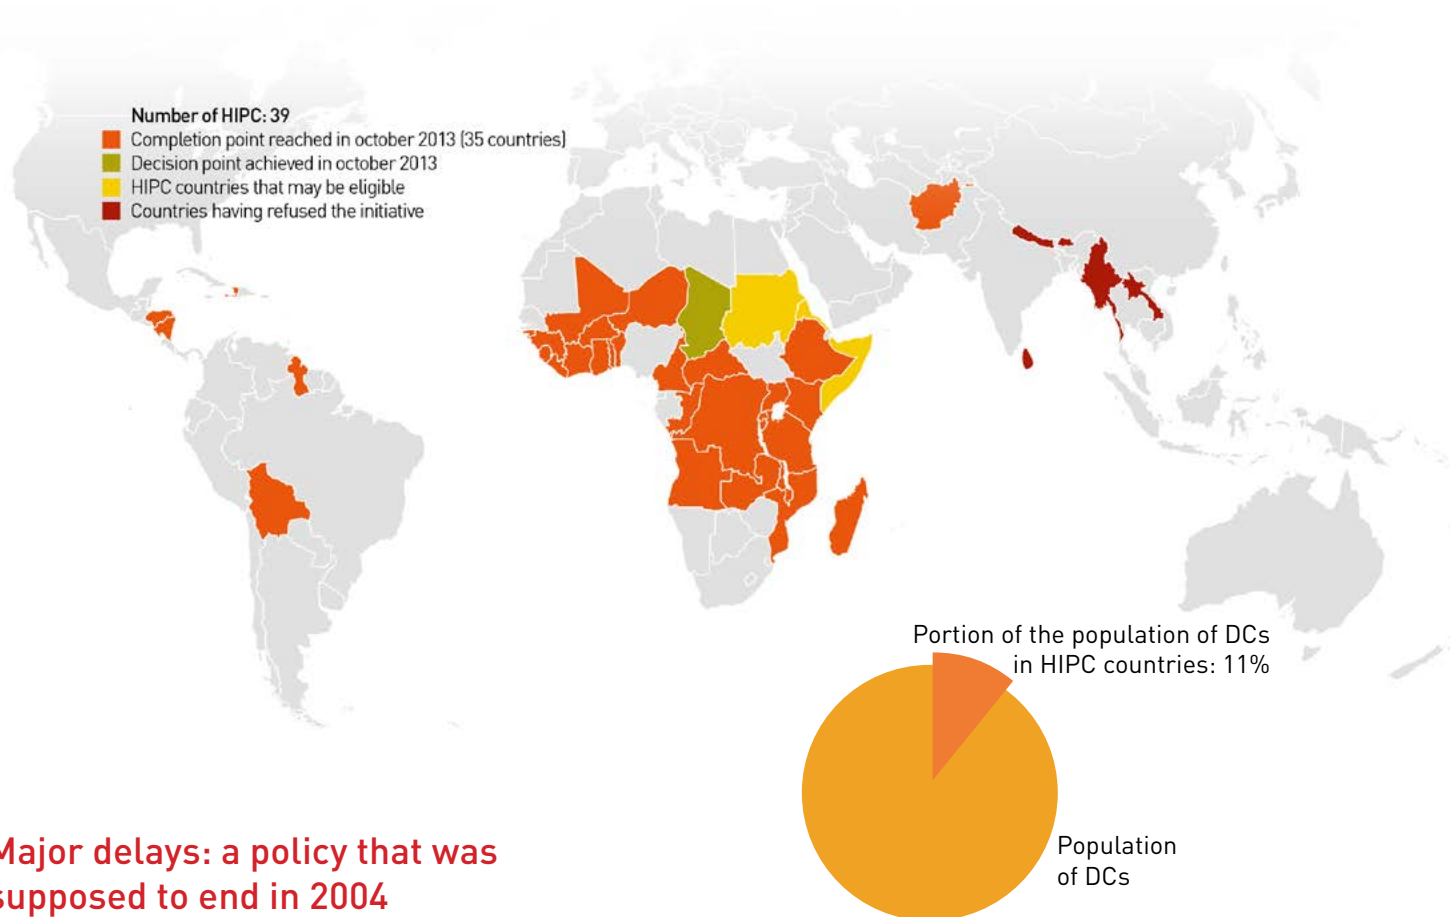 Number of HIPC: 39
Completion point reached in october 2013 (35 countries)
Decision point achieved in october 2013
HIPC countries that may be eligible
Countries having refused the initiative
Portion of the population of DCs
in HIPC countries: 11%
Population
of DCs
Major delays: a policy that was
supposed to end in 2004